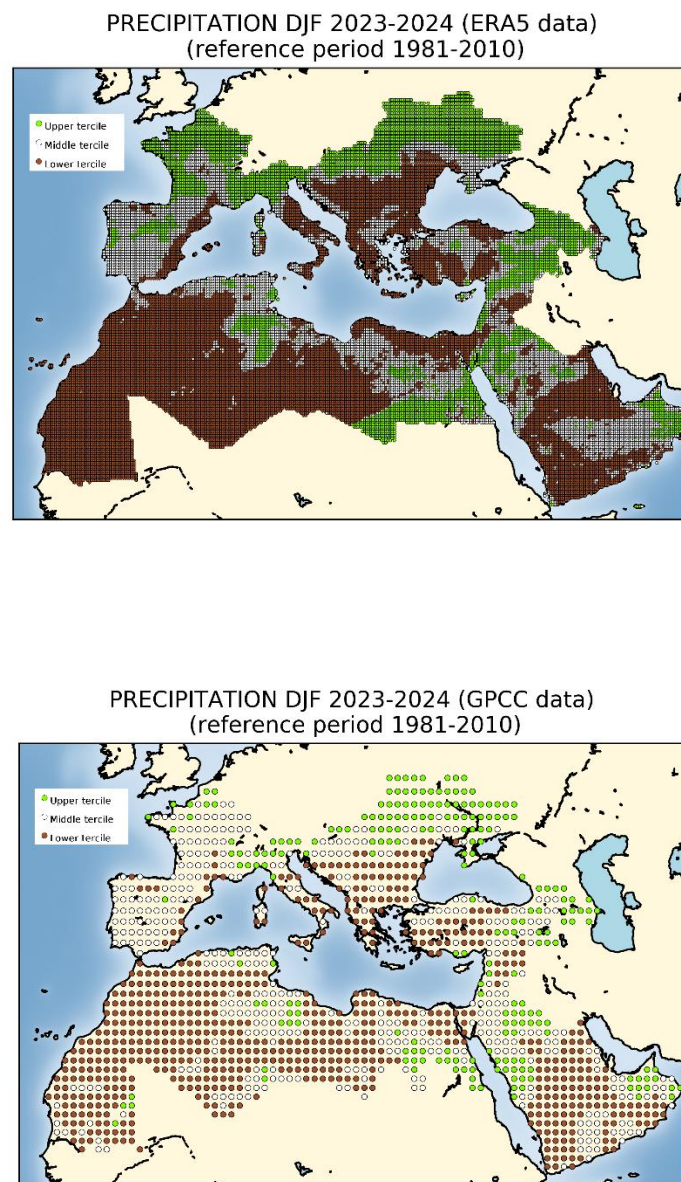 PRECIPITATION DJF 2023-2024 (ERA5 data)
(reference period 1981-2010)
Upper tercile
Middle tercile
Lower tercile
PRECIPITATION DJF 2023-2024 (GPCC data)
(reference period 1981-2010)
Upper tercile
Middle tercile
Lower tercile